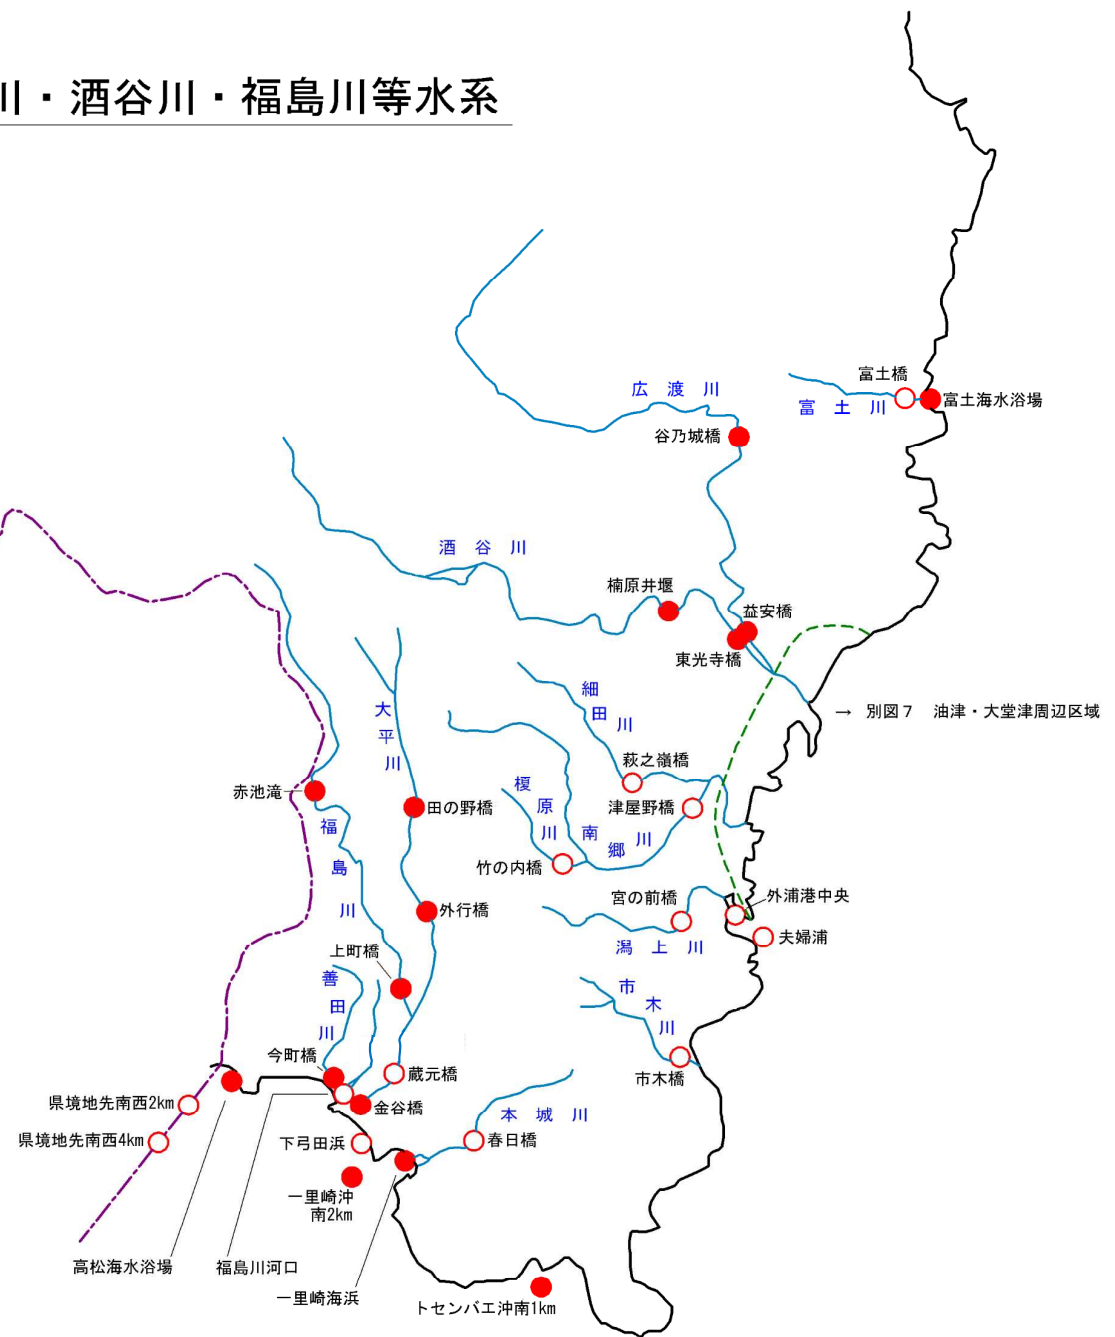 川・酒谷川・福島川等水系
富土橋
広渡川
富土川
富土海水浴場
谷乃城橋
酒谷川
楠原井堰
益安橋
東光寺橋
細田川
大平川
→ 別図7 油津・大堂津周辺区域
萩之嶺橋
赤池滝
榎原川
田の野橋
津屋野橋
福島川
南郷川
竹の内橋
宮の前橋
外浦港中央
外行橋
夫婦浦
潟上川
上町橋
善田川
市木川
今町橋
蔵元橋
市木橋
県境地先南西2km
金谷橋
本城川
県境地先南西4km
下弓田浜
春日橋
一里崎沖
南2km
高松海水浴場
福島川河口
一里崎海浜
トセンバエ沖南1km